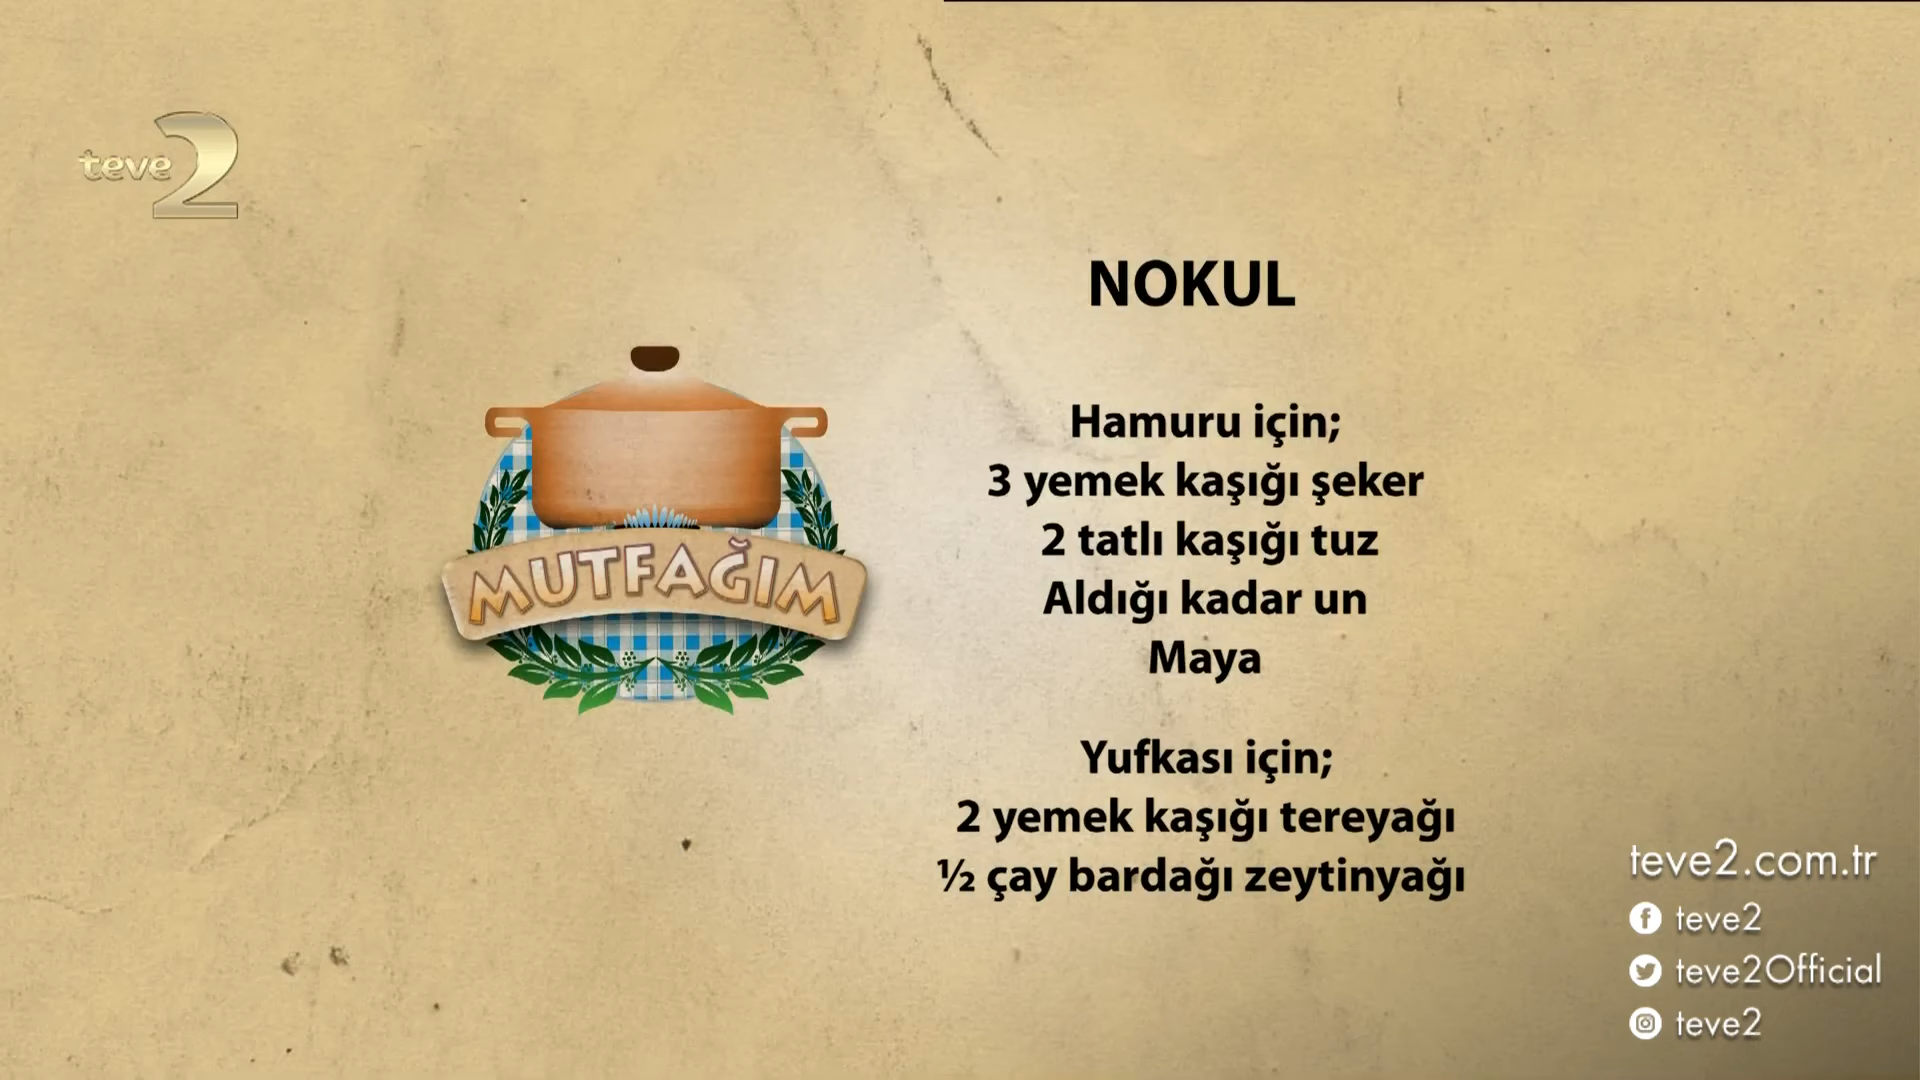 teve2
NOKUL
Hamuru için;
3 yemek kaşığı şeker
2 tatlı kaşığı tuz
Aldığı kadar un
Maya
MUTFAĞIM
Yufkası için;
2 yemek kaşığı tereyağı
½ çay bardağı zeytinyağı
teve2.com.tr
teve2
teve2Official
teve2